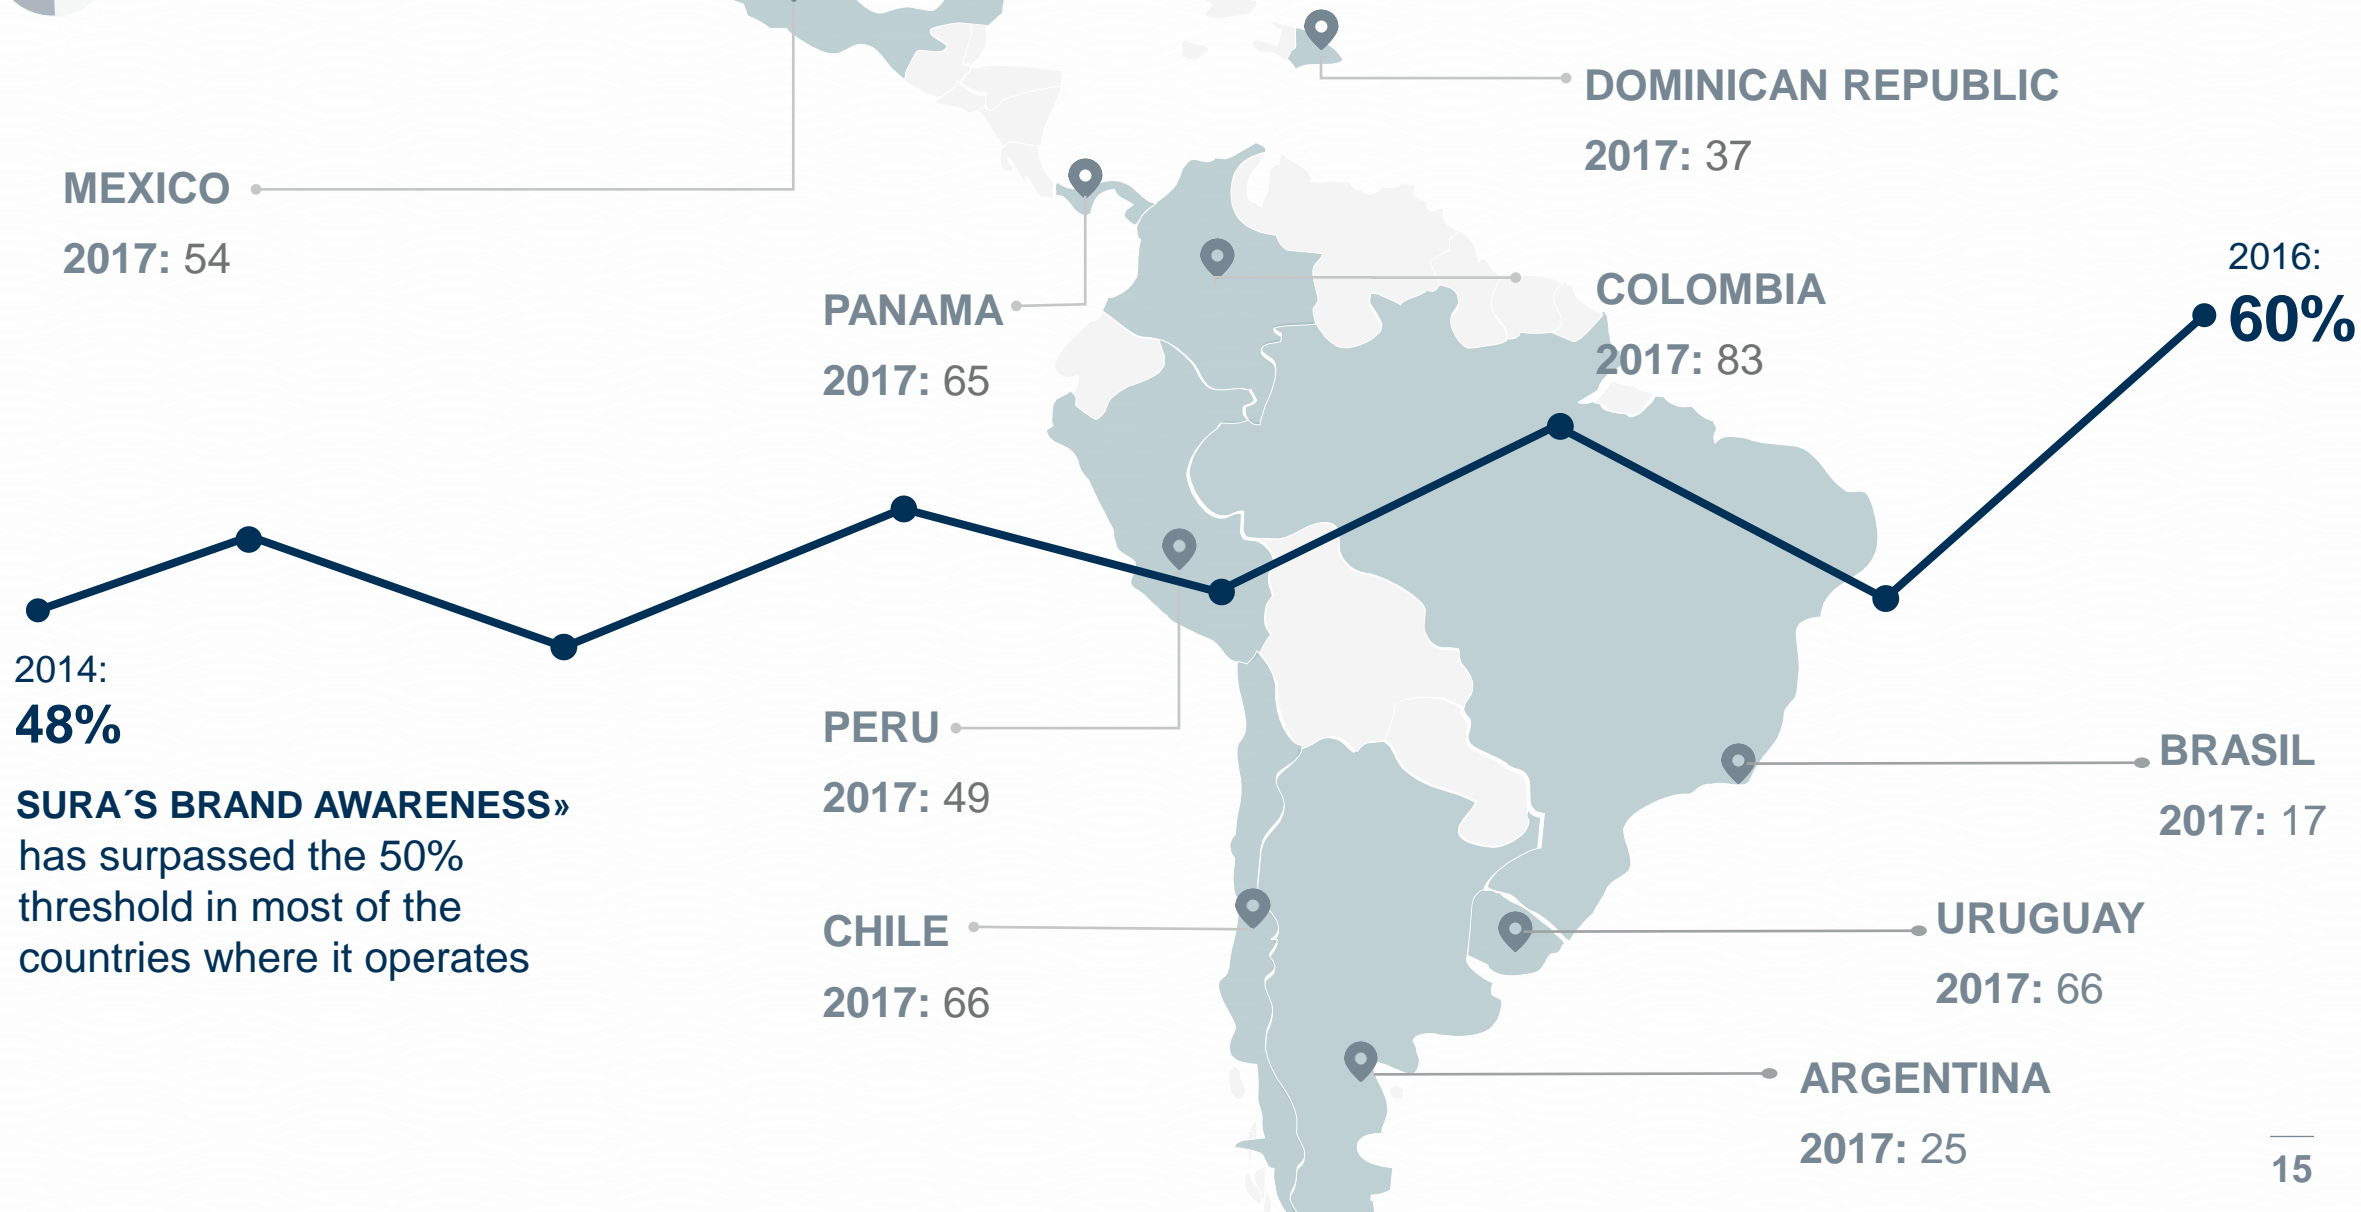 DOMINICAN REPUBLIC
2017: 37
MEXICO
2017: 54
PANAMA
2017: 65
COLOMBIA
2017: 83
2016:
60%
2014:
48%
SURA´S BRAND AWARENESS»
has surpassed the 50%
threshold in most of the
countries where it operates
PERU
2017: 49
CHILE
2017: 66
BRASIL
2017: 17
URUGUAY
2017: 66
ARGENTINA
2017: 25
15